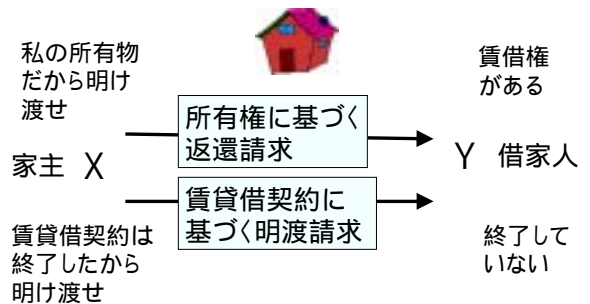 私の所有物
だから明け
渡せ
賃借権
がある
所有権に基づく
返還請求
家主 X
Y 借家人
賃貸借契約に
基づく明渡請求
賃貸借契約は
終了したから
明け渡せ
終了して
いない